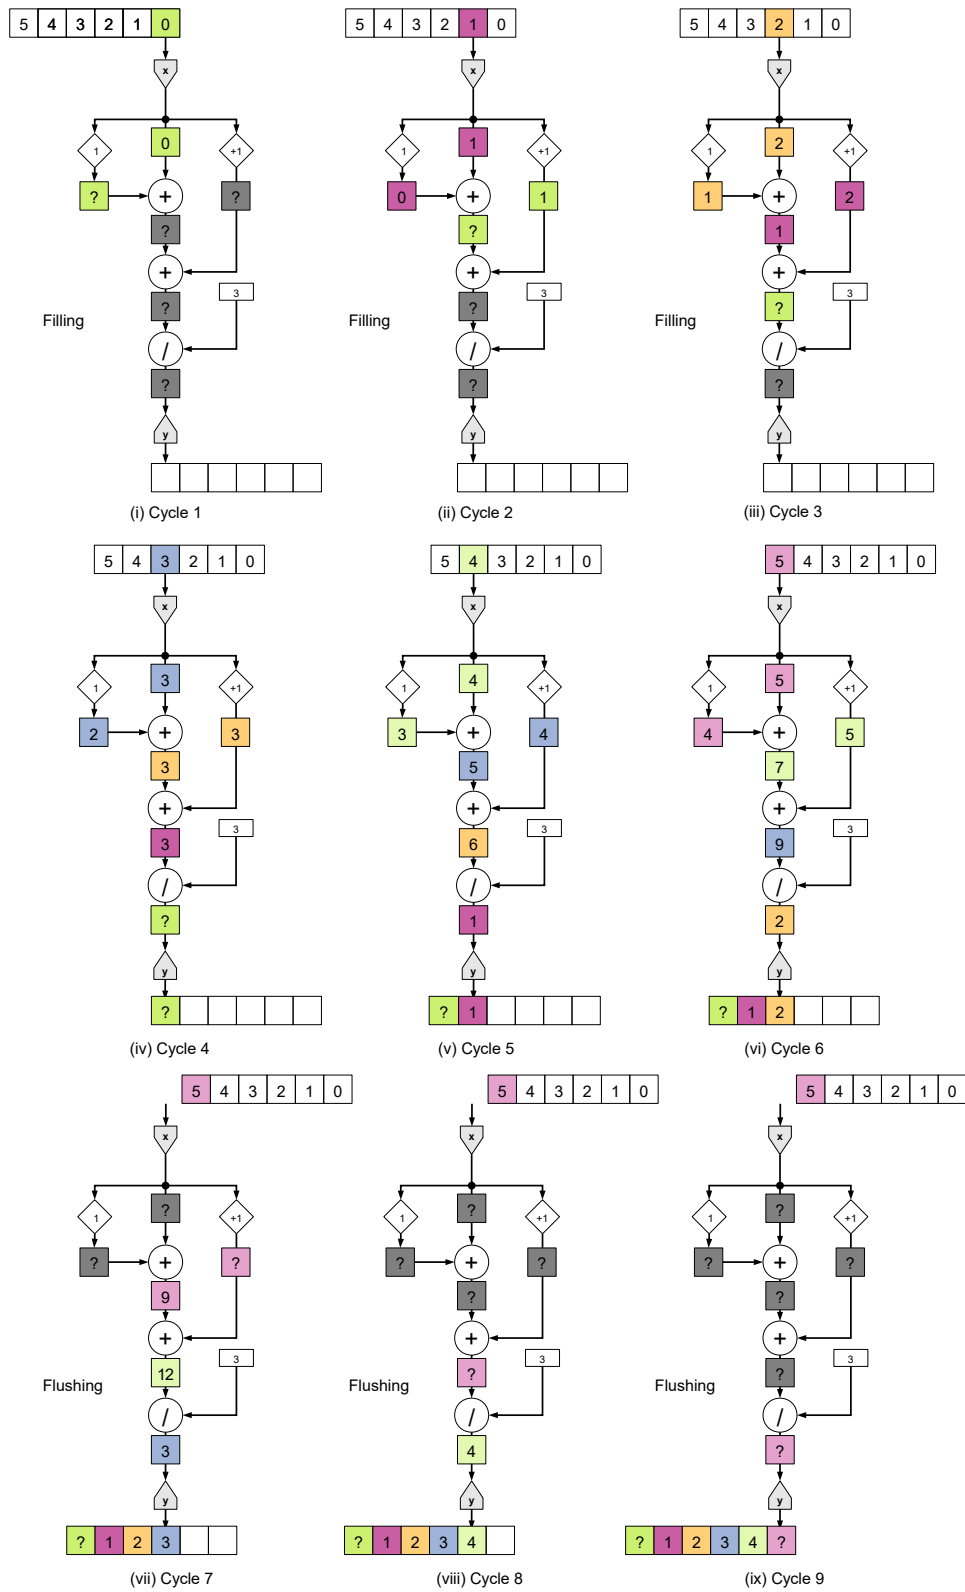 5 4 3 2 1 0 5 4 3 2 1 0 5 4 3 2 1 0
x x x
1 0 +1 1 1 +1 1 2 +1
? + ? 0 + 1 1 + 2
? ? 1
+ + +
? 3 ? 3 ? 3
Filling Filling Filling
/ / /
? ? ?
y y y
(i) Cycle 1 (ii) Cycle 2 (iii) Cycle 3
5 4 3 2 1 0 5 4 3 2 1 0 5 4 3 2 1 0
x x x
1 3 +1 1 4 +1 1 5 +1
2 + 3 3 + 4 4 + 5
3 5 7
+ + +
3 3 6 3 9 3
/ / /
? 1 2
y y y
? ? 1 ? 1 2
(iv) Cycle 4 (v) Cycle 5 (vi) Cycle 6
5 4 3 2 1 0 5 4 3 2 1 0 5 4 3 2 1 0
x x x
1 ? +1 1 ? +1 1 ? +1
? + ? ? + ? ? + ?
9 ? ?
+ + +
12 3 ? 3 ? 3
Flushing Flushing Flushing
/ / /
3 4 ?
y y y
? 1 2 3 ? 1 2 3 4 ? 1 2 3 4 ?
(vii) Cycle 7 (viii) Cycle 8 (ix) Cycle 9